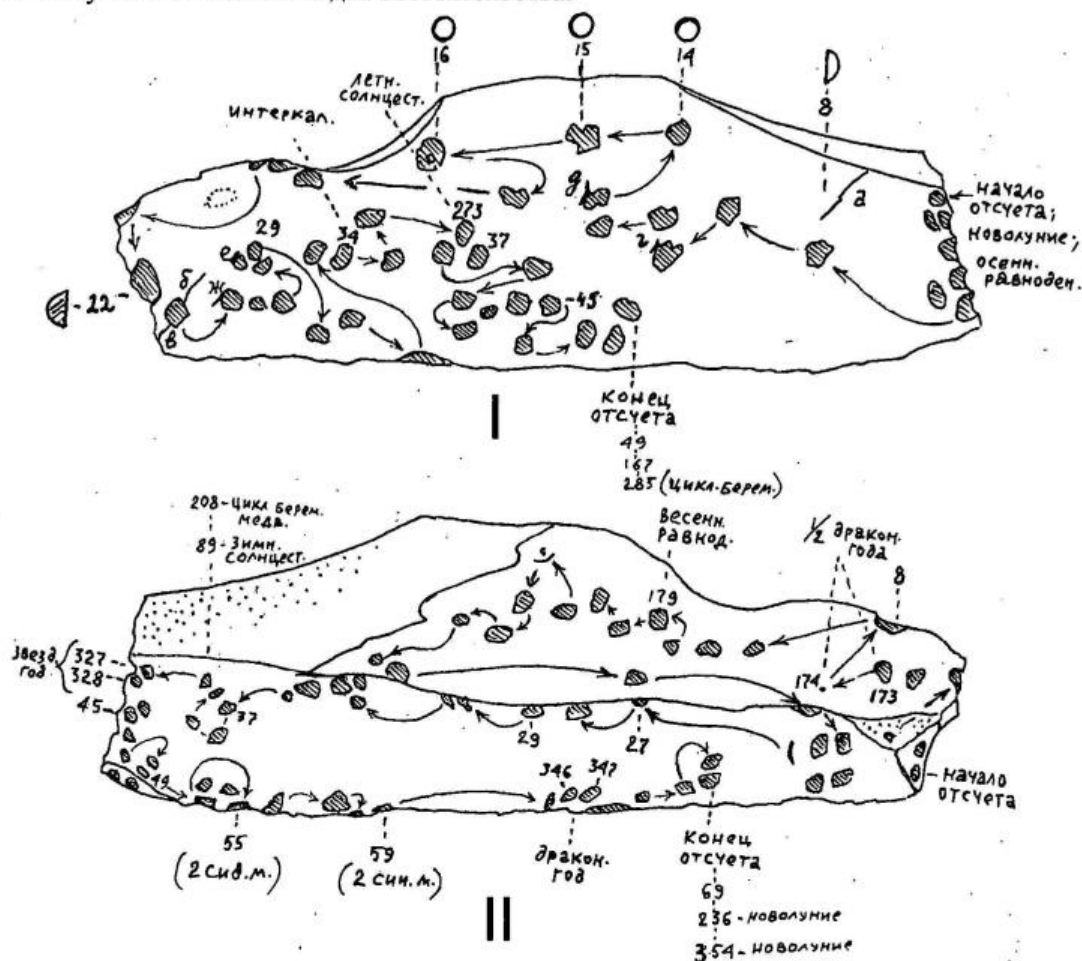 16
15
14
8
летн.
солнцест.
интеркал.
а
начало
отсчета;
новолуние;
осенн.
равноден.
д
г
273
37
34
29
е
б
ж
в
22
45
конец
отсчета
49
167
285 (цикл. берем.)
I
208 - цикл берем.
медв.
89 - зимн.
солнцест.
весенн.
равнод.
1/2 дракон.
года
8
179
174
173
звезд.
год
327
328
45
37
29
27
49
346
347
начало
отсчета
55
(2 сид. м.)
59
(2 син. м.)
дракон.
год
конец
отсчета
69
236 - новолуние
354 - новолуние
II